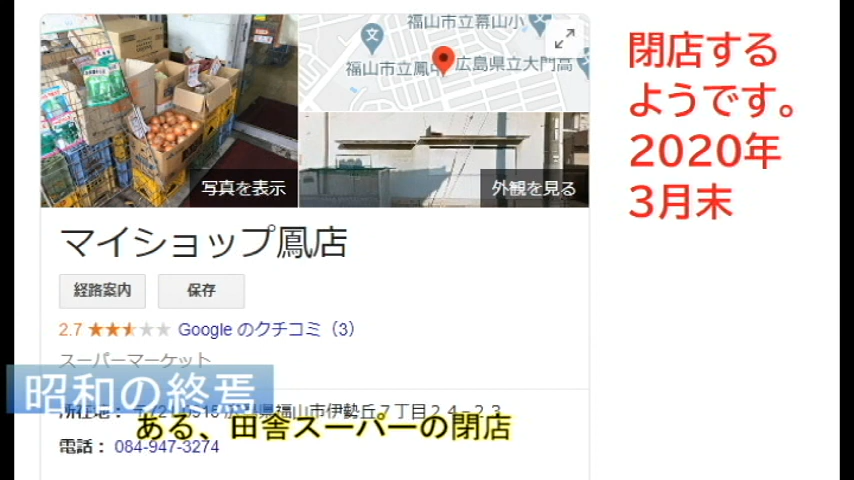 福山市立幕山小
福山市立鳳中
広島県立大門高
写真を表示
外観を見る
閉店する
ようです。
2020年
3月末
マイショップ鳳店
経路案内
保存
2.7 Google のクチコミ（3）
スーパーマーケット
昭和の終焉
福山市伊勢丘７丁目２４−２３
ある、田舎スーパーの閉店
電話： 084-947-3274